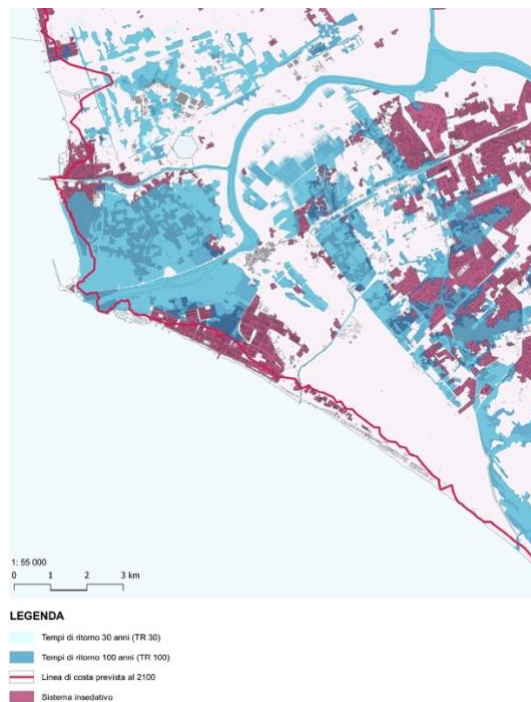 1: 55 000
0 1 2 3 km
LEGENDA
Tempi di ritorno 30 anni (TR 30)
Tempi di ritorno 100 anni (TR 100)
Linea di costa prevista al 2100
Sistema insediativo